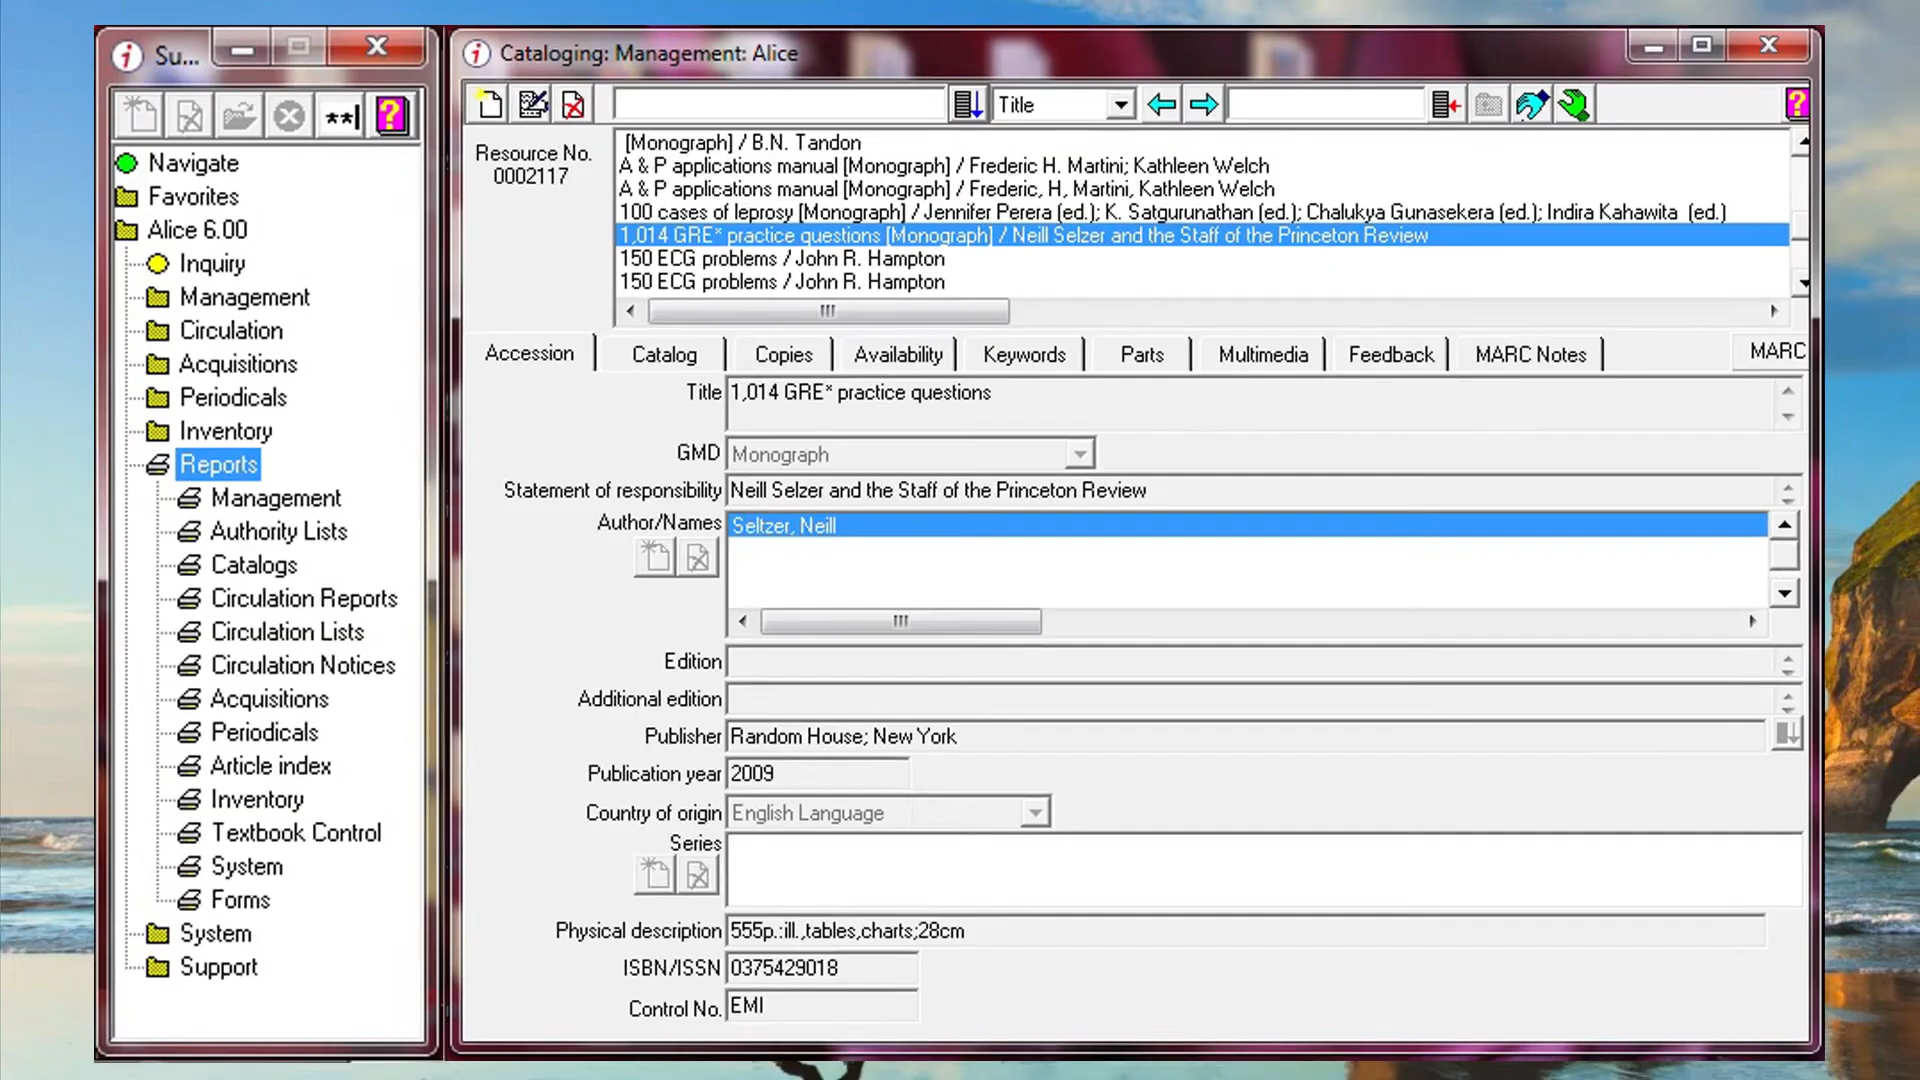 Su...
Navigate
Favorites
Alice 6.00
Inquiry
Management
Circulation
Acquisitions
Periodicals
Inventory
Reports
Management
Authority Lists
Catalogs
Circulation Reports
Circulation Lists
Circulation Notices
Acquisitions
Periodicals
Article index
Inventory
Textbook Control
System
Forms
System
Support
Cataloging: Management: Alice
Title
Resource No.
0002117
[Monograph] / B.N. Tandon
A & P applications manual [Monograph] / Frederic H. Martini; Kathleen Welch
A & P applications manual [Monograph] / Frederic, H, Martini, Kathleen Welch
100 cases of leprosy [Monograph] / Jennifer Perera (ed.); K. Satgurunathan (ed.); Chalukya Gunasekera (ed.); Indira Kahawita (ed.)
1,014 GRE* practice questions [Monograph] / Neill Selzer and the Staff of the Princeton Review
150 ECG problems / John R. Hampton
150 ECG problems / John R. Hampton
Accession Catalog Copies Availability Keywords Parts Multimedia Feedback MARC Notes MARC
Title 1,014 GRE* practice questions
GMD Monograph
Statement of responsibility Neill Selzer and the Staff of the Princeton Review
Author/Names Seltzer, Neill
Edition
Additional edition
Publisher Random House; New York
Publication year 2009
Country of origin English Language
Series
Physical description 555p.:ill.,tables,charts;28cm
ISBN/ISSN 0375429018
Control No. EMI